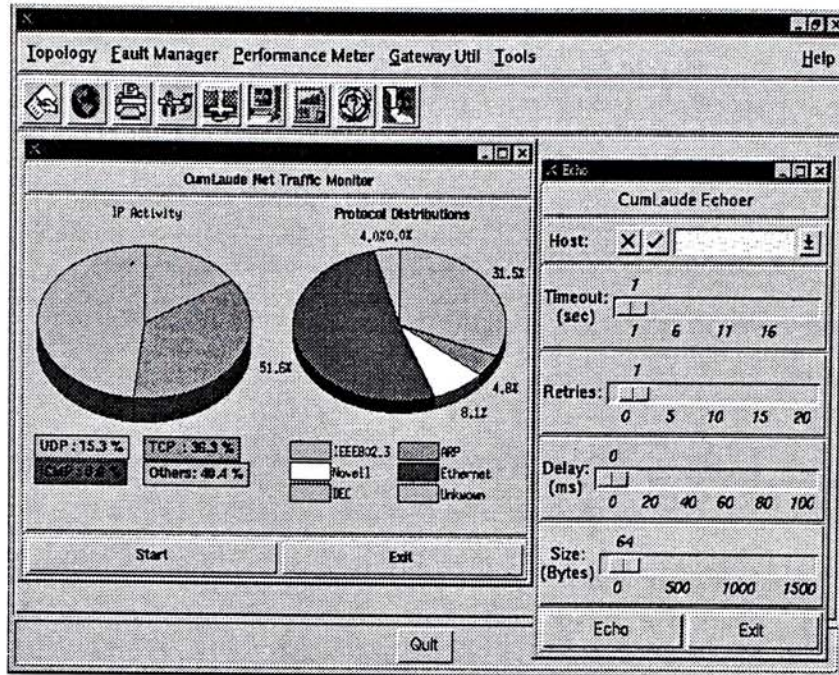 Topology Fault Manager Performance Meter Gateway Util Tools Help
CumLaude Net Traffic Monitor
IP Activity
Protocol Distributions
4.0%0.0%
31.5%
51.6%
4.8%
8.1%
UDP : 15.3 %
TCP : 36.3 %
Others: 48.4 %
IEEE802.3
ARP
Novell
Ethernet
DEC
Unknown
Start
Exit
Echo
CumLaude Echoer
Host:
Timeout:
(sec)
1
1 6 11 16
Retries:
1
0 5 10 15 20
Delay:
(ms)
0
0 20 40 60 80 100
Size:
(Bytes)
64
0 500 1000 1500
Echo
Exit
Quit